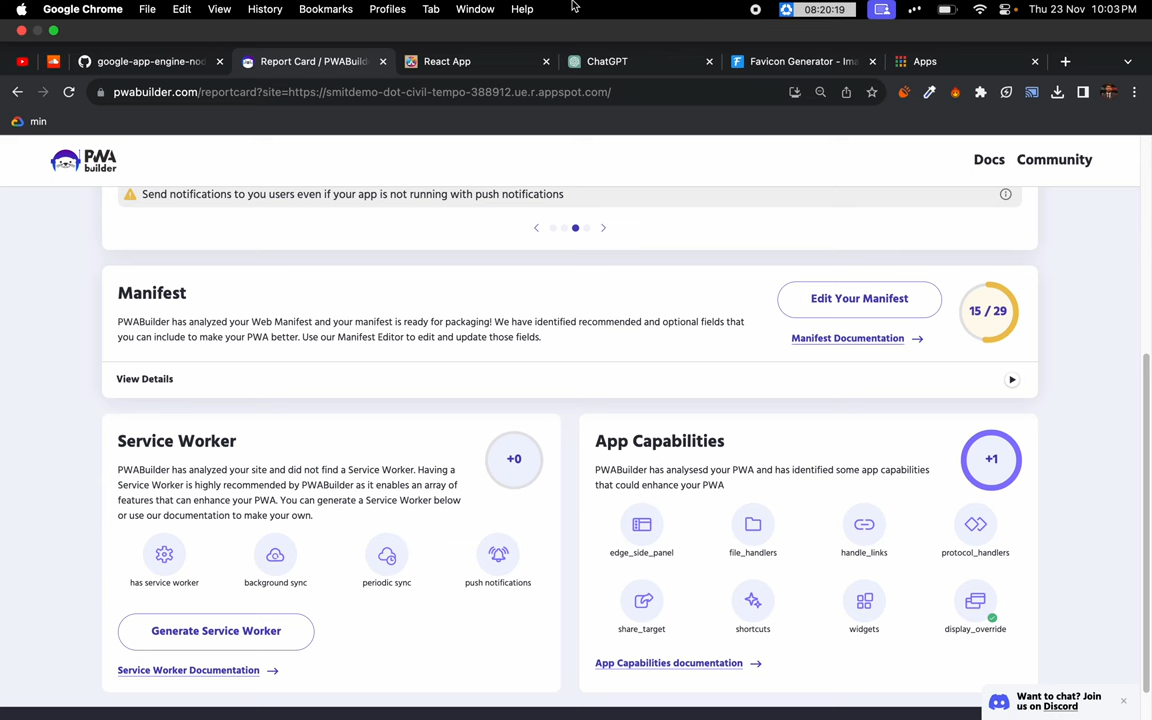 Google Chrome File Edit View History Bookmarks Profiles Tab Window Help 08:20:19 Thu 23 Nov 10:03 PM
google-app-engine-nod Report Card / PWABuild React App ChatGPT Favicon Generator - Ima Apps
pwabuilder.com/reportcard?site=https://smitdemo-dot-civil-tempo-388912.ue.r.appspot.com/
min
PWA builder Docs Community
Send notifications to you users even if your app is not running with push notifications
Manifest
Edit Your Manifest
15 / 29
PWABuilder has analyzed your Web Manifest and your manifest is ready for packaging! We have identified recommended and optional fields that
you can include to make your PWA better. Use our Manifest Editor to edit and update those fields.
Manifest Documentation
View Details
Service Worker
+0
PWABuilder has analyzed your site and did not find a Service Worker. Having a
Service Worker is highly recommended by PWABuilder as it enables an array of
features that can enhance your PWA. You can generate a Service Worker below
or use our documentation to make your own.
has service worker background sync periodic sync push notifications
Generate Service Worker
Service Worker Documentation
App Capabilities
+1
PWABuilder has analysesd your PWA and has identified some app capabilities
that could enhance your PWA
edge_side_panel file_handlers handle_links protocol_handlers
share_target shortcuts widgets display_override
App Capabilities documentation
Want to chat? Join
us on Discord